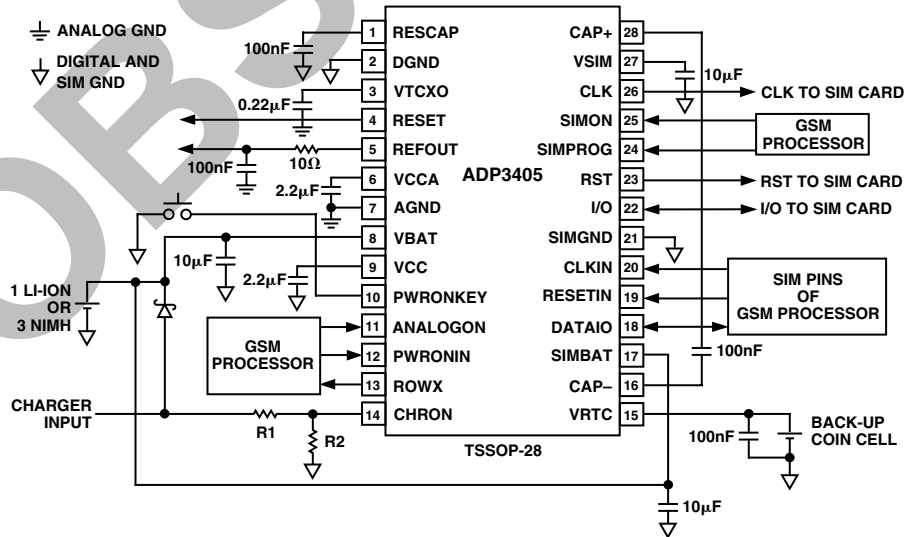 ANALOG GND
DIGITAL AND
SIM GND
100nF
0.22µF
100nF
10Ω
2.2µF
10µF
2.2µF
1 LI-ION
OR
3 NIMH
GSM
PROCESSOR
CHARGER
INPUT
R1
R2
1 RESCAP
2 DGND
3 VTCXO
4 RESET
5 REFOUT
6 VCCA
7 AGND
8 VBAT
9 VCC
10 PWRONKEY
11 ANALOGON
12 PWRONIN
13 ROWX
14 CHRON
ADP3405
TSSOP-28
CAP+ 28
VSIM 27
CLK 26
SIMON 25
SIMPROG 24
RST 23
I/O 22
SIMGND 21
CLKIN 20
RESETIN 19
DATAIO 18
SIMBAT 17
CAP– 16
VRTC 15
10µF
CLK TO SIM CARD
GSM
PROCESSOR
RST TO SIM CARD
I/O TO SIM CARD
SIM PINS
OF
GSM PROCESSOR
100nF
100nF
BACK-UP
COIN CELL
10µF
OBS